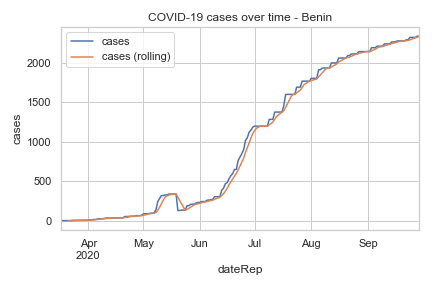 COVID-19 cases over time - Benin
cases
cases (rolling)
2000
1500
1000
500
0
cases
Apr May Jun Jul Aug Sep
2020
dateRep